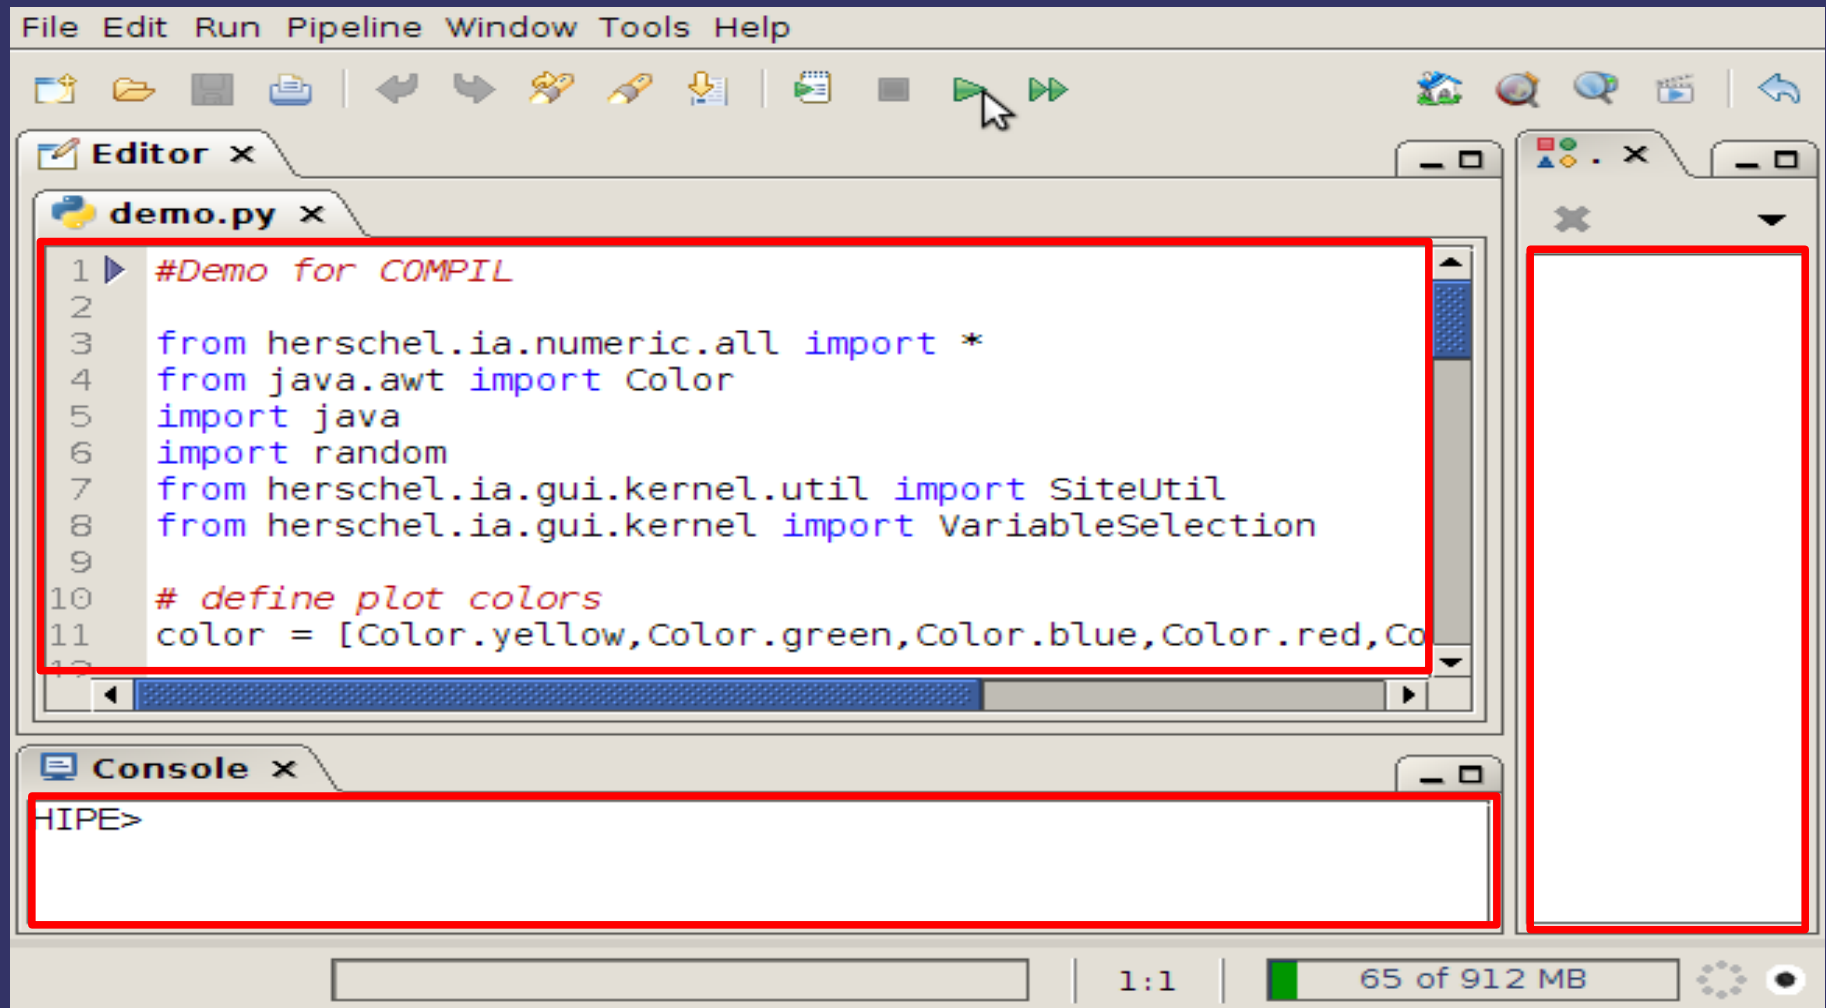 File Edit Run Pipeline Window Tools Help
Editor
demo.py
1 #Demo for COMPIL
2
3 from herschel.ia.numeric.all import *
4 from java.awt import Color
5 import java
6 import random
7 from herschel.ia.gui.kernel.util import SiteUtil
8 from herschel.ia.gui.kernel import VariableSelection
9
10 # define plot colors
11 color = [Color.yellow,Color.green,Color.blue,Color.red,Co
12
.
Console
HIPE>
1:1
65 of 912 MB